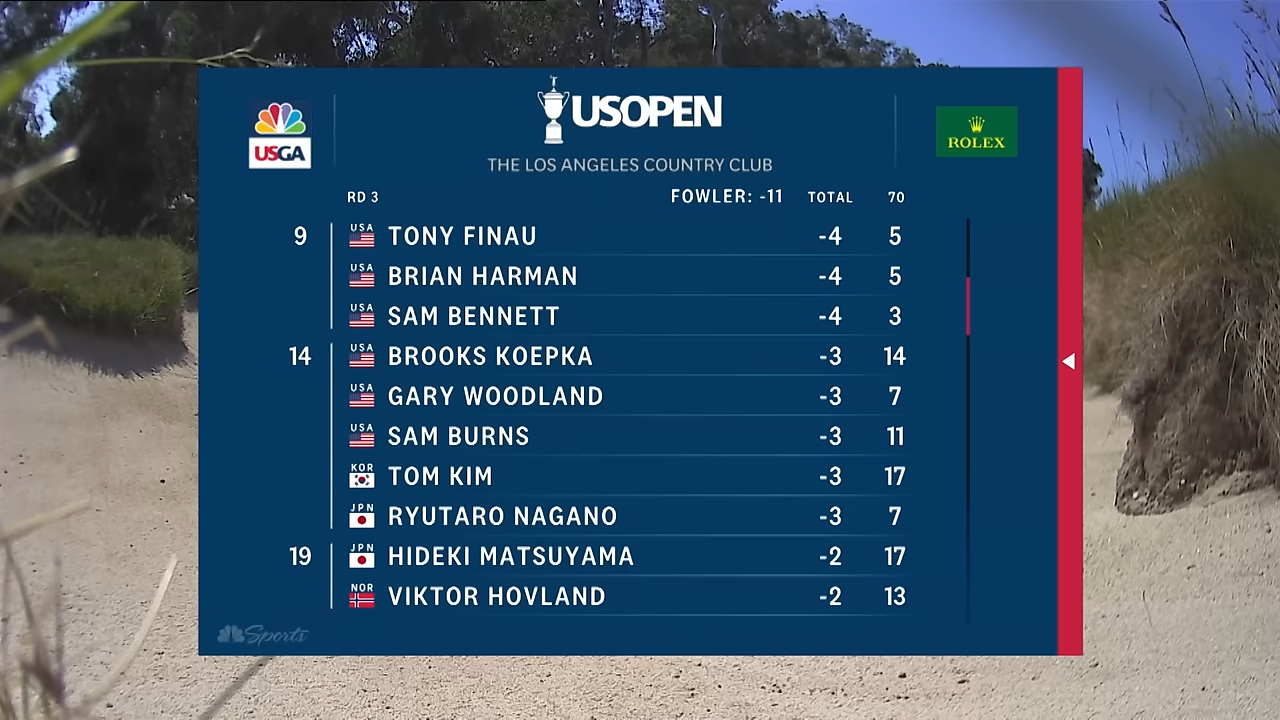 USOPEN
USGA
ROLEX
THE LOS ANGELES COUNTRY CLUB
RD 3 FOWLER: -11 TOTAL 70
9 USA TONY FINAU -4 5
USA BRIAN HARMAN -4 5
USA SAM BENNETT -4 3
14 USA BROOKS KOEPKA -3 14
USA GARY WOODLAND -3 7
USA SAM BURNS -3 11
KOR TOM KIM -3 17
JPN RYUTARO NAGANO -3 7
19 JPN HIDEKI MATSUYAMA -2 17
NOR VIKTOR HOVLAND -2 13
Sports